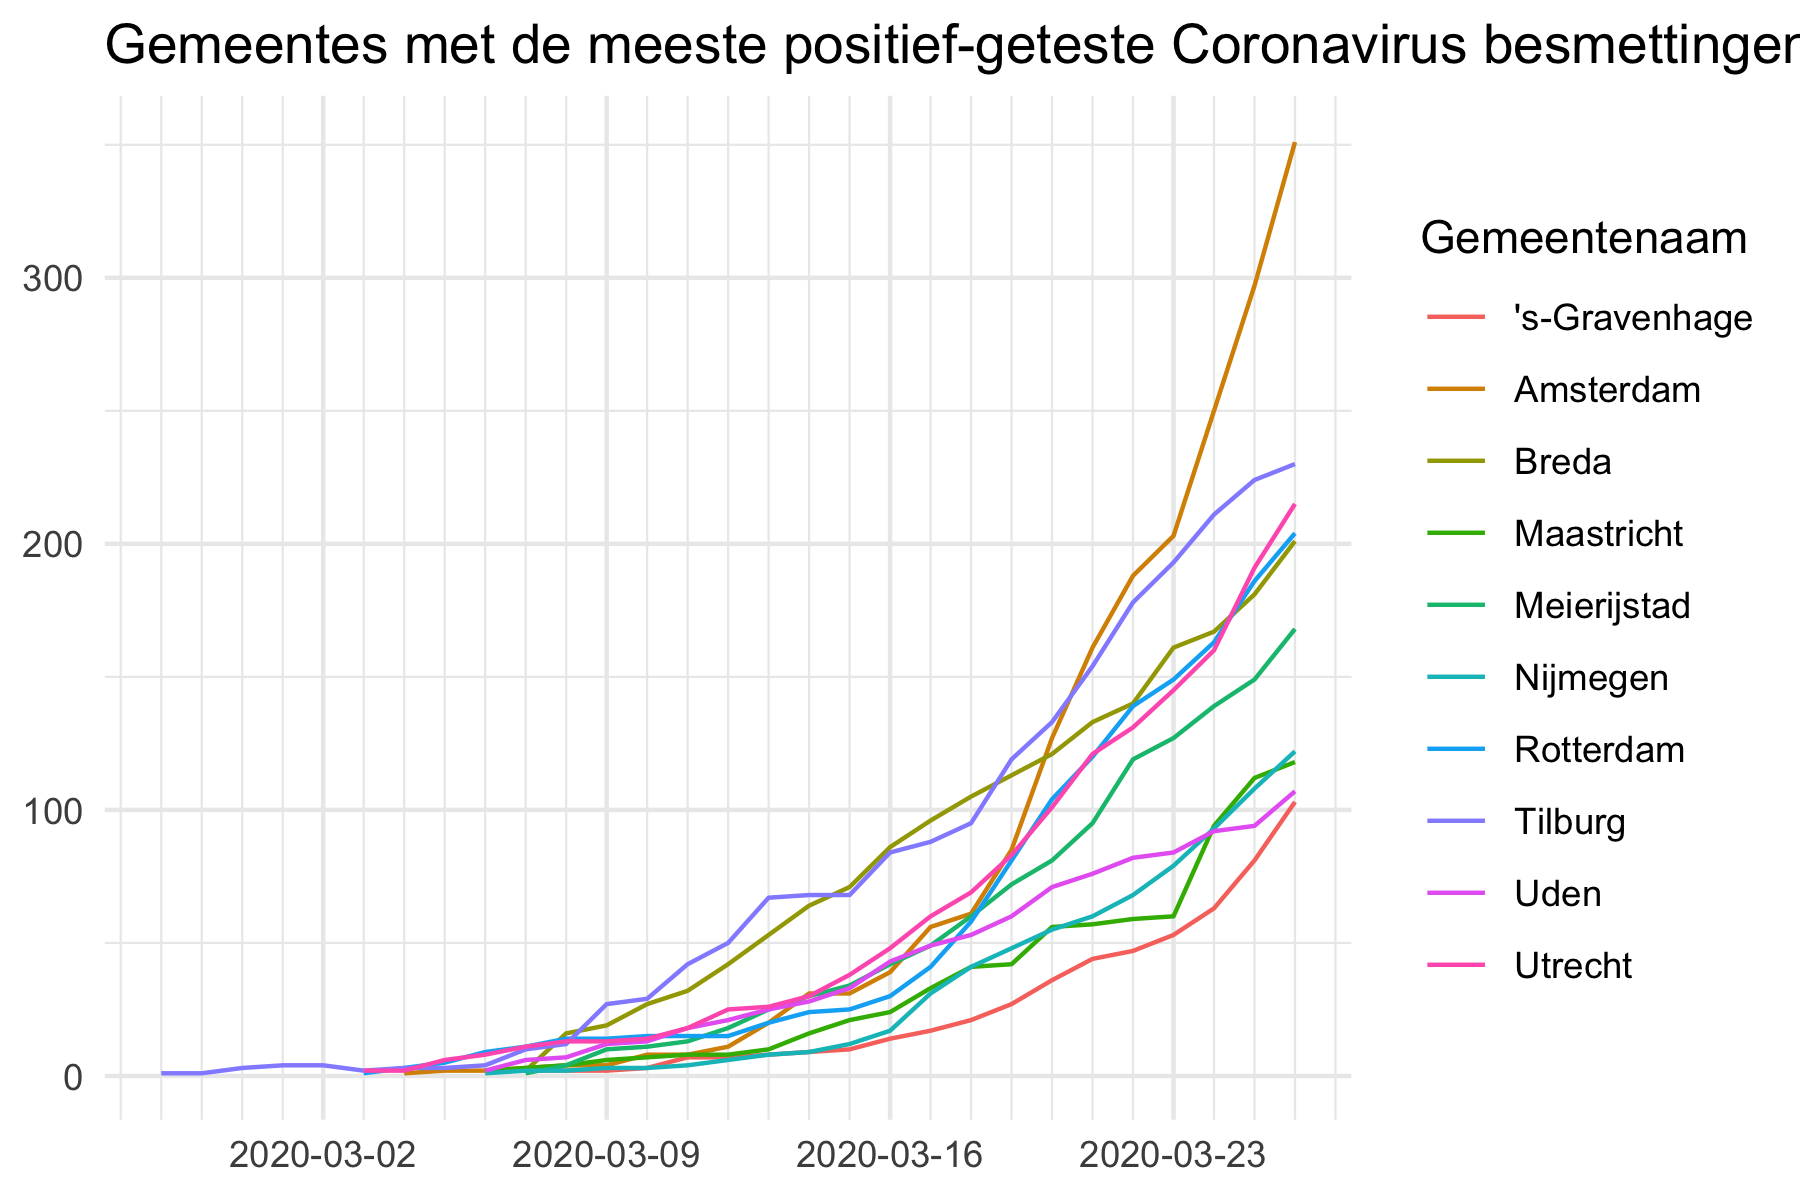 Gemeentes met de meeste positief-geteste Coronavirus besmettingen
300
200
100
0
2020-03-02
2020-03-09
2020-03-16
2020-03-23
Gemeentenaam
's-Gravenhage
Amsterdam
Breda
Maastricht
Meierijstad
Nijmegen
Rotterdam
Tilburg
Uden
Utrecht